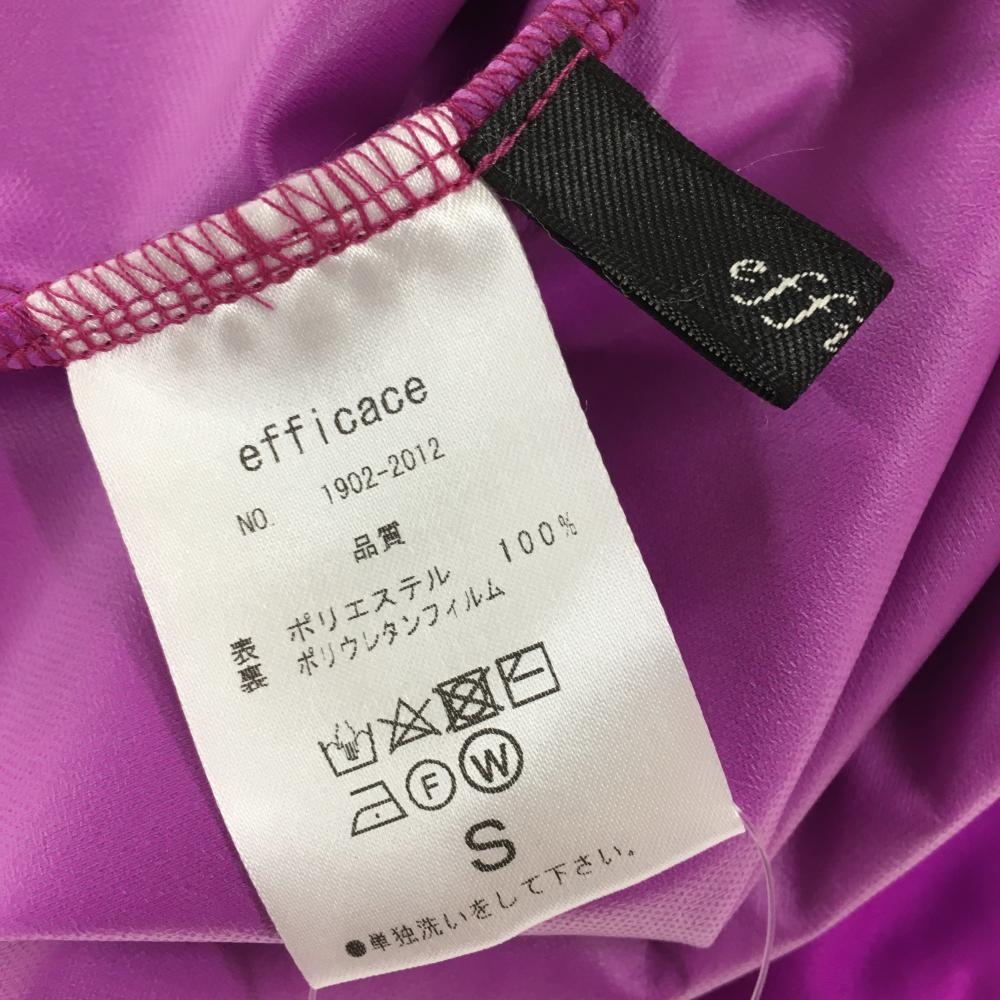 effi
efficace
NO. 1902-2012
品質
表 ポリエステル 100%
裏 ポリウレタンフィルム
F W
S
●単独洗いをして下さい。